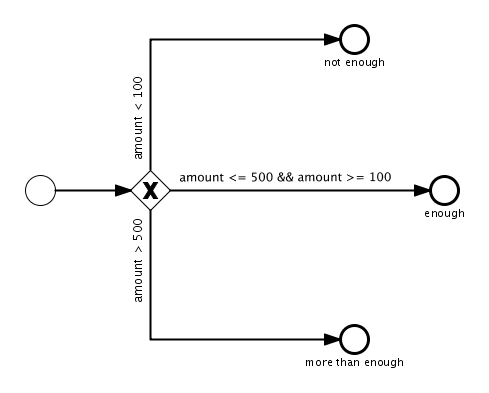 not enough
amount < 100
X
amount <= 500 && amount >= 100
enough
amount > 500
more than enough